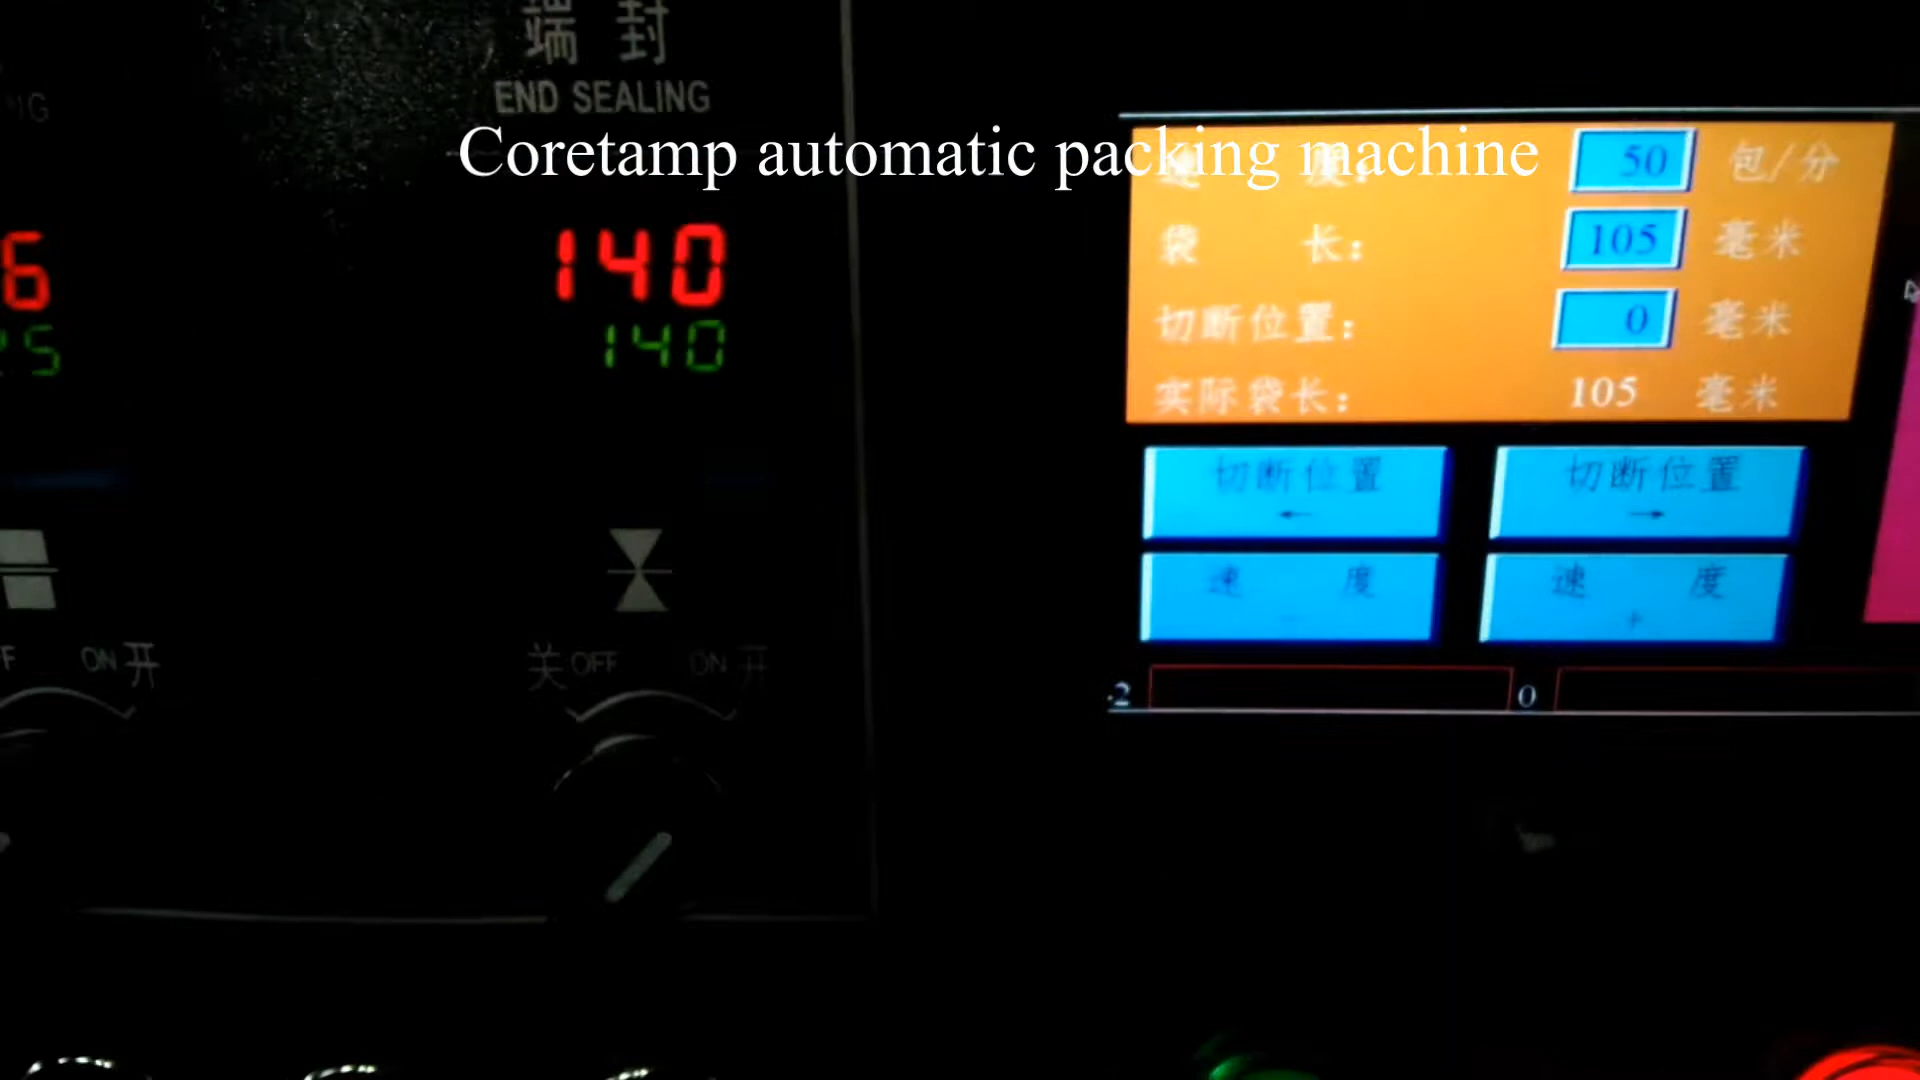 端 封
END SEALING
Coretamp automatic packing machine
度: 50 包/分
袋 长: 105 毫米
切断位置: 0 毫米
实际袋长: 105 毫米
6
140
25
140
切断位置
←
切断位置
→
速 度
-
速 度
+
ON 开
关 OFF ON 开
-2 0